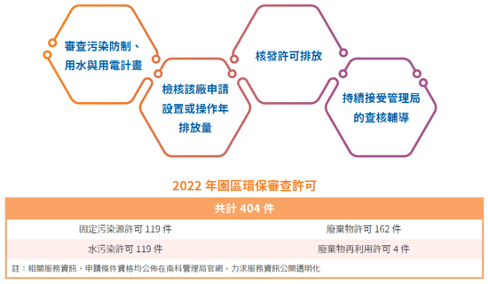 審查污染防制、
用水與用電計畫
檢核該廠申請
設置或操作年
排放量
核發許可排放
持續接受管理局
的查核輔導
2022 年園區環保審查許可
共計 404 件
固定污染源許可 119 件
廢棄物許可 162 件
水污染許可 119 件
廢棄物再利用許可 4 件
註：相關服務資訊、申請條件資格均公佈在南科管理局官網，力求服務資訊公開透明化